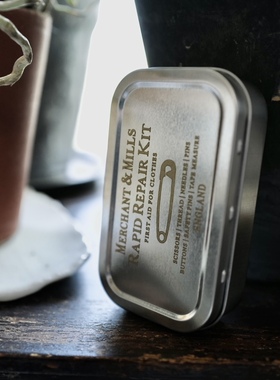 MERCHANT & MILLS
RAPID REPAIR KIT
FIRST AID FOR CLOTHES
SCISSORS | THREAD | NEEDLES | PINS
BUTTONS | SAFETY PINS | TAPE MEASURE
ENGLAND